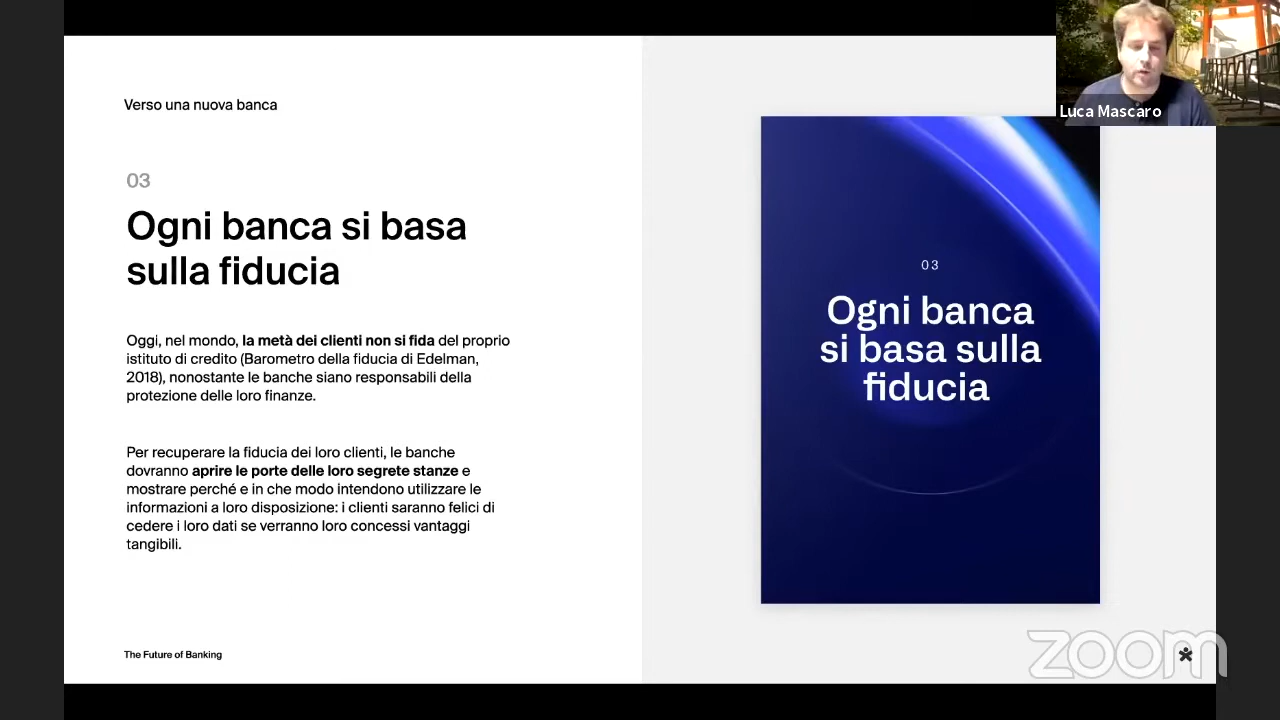 Verso una nuova banca
03
Ogni banca si basa
sulla fiducia
Oggi, nel mondo, la metà dei clienti non si fida del proprio
istituto di credito (Barometro della fiducia di Edelman,
2018), nonostante le banche siano responsabili della
protezione delle loro finanze.
Per recuperare la fiducia dei loro clienti, le banche
dovranno aprire le porte delle loro segrete stanze e
mostrare perché e in che modo intendono utilizzare le
informazioni a loro disposizione: i clienti saranno felici di
cedere i loro dati se verranno loro concessi vantaggi
tangibili.
The Future of Banking
03
Ogni banca
si basa sulla
fiducia
Luca Mascaro
zoom